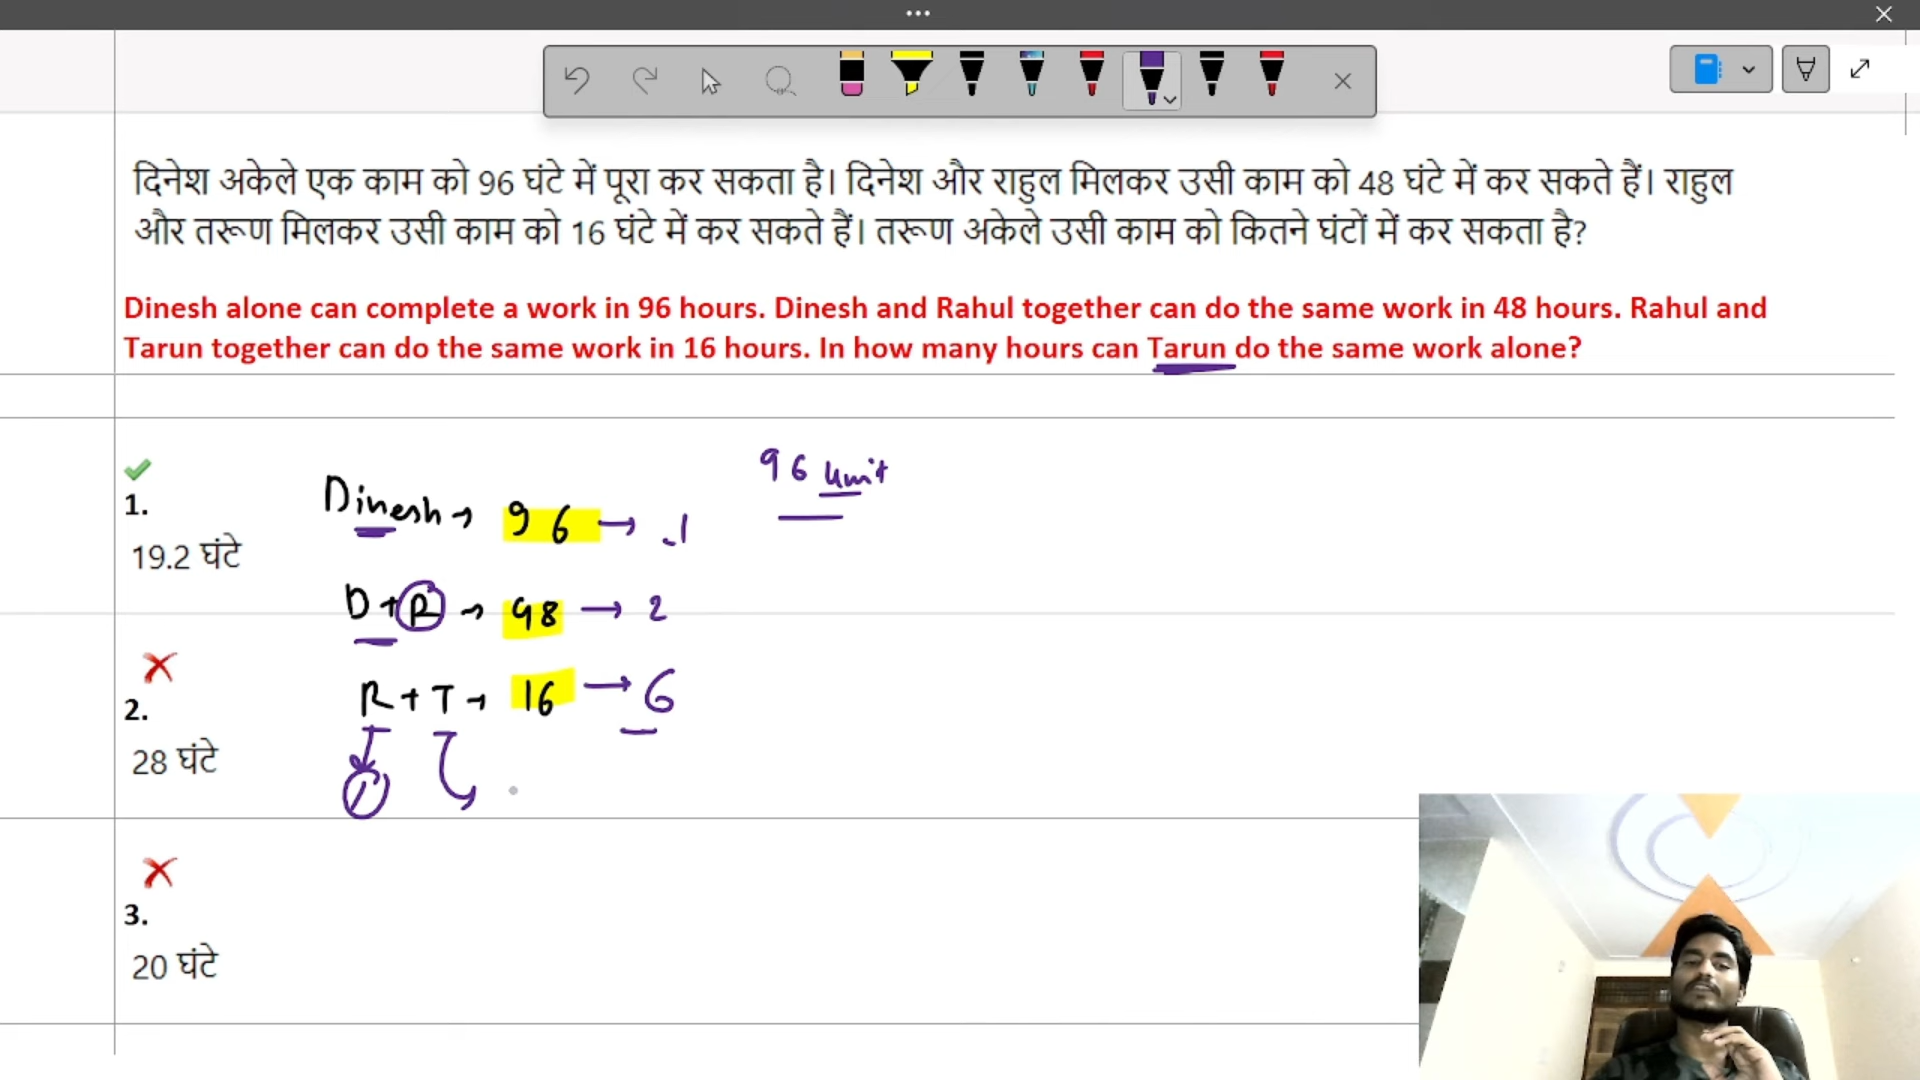 दिनेश अकेले एक काम को 96 घंटे में पूरा कर सकता है। दिनेश और राहुल मिलकर उसी काम को 48 घंटे में कर सकते हैं। राहुल
और तरूण मिलकर उसी काम को 16 घंटे में कर सकते हैं। तरूण अकेले उसी काम को कितने घंटों में कर सकता है?
Dinesh alone can complete a work in 96 hours. Dinesh and Rahul together can do the same work in 48 hours. Rahul and
Tarun together can do the same work in 16 hours. In how many hours can Tarun do the same work alone?
96 Unit
1.
Dinesh → 96 → 1
19.2 घंटे
D+R → 48 → 2
R+T → 16 → 6
2.
28 घंटे
1
3.
20 घंटे